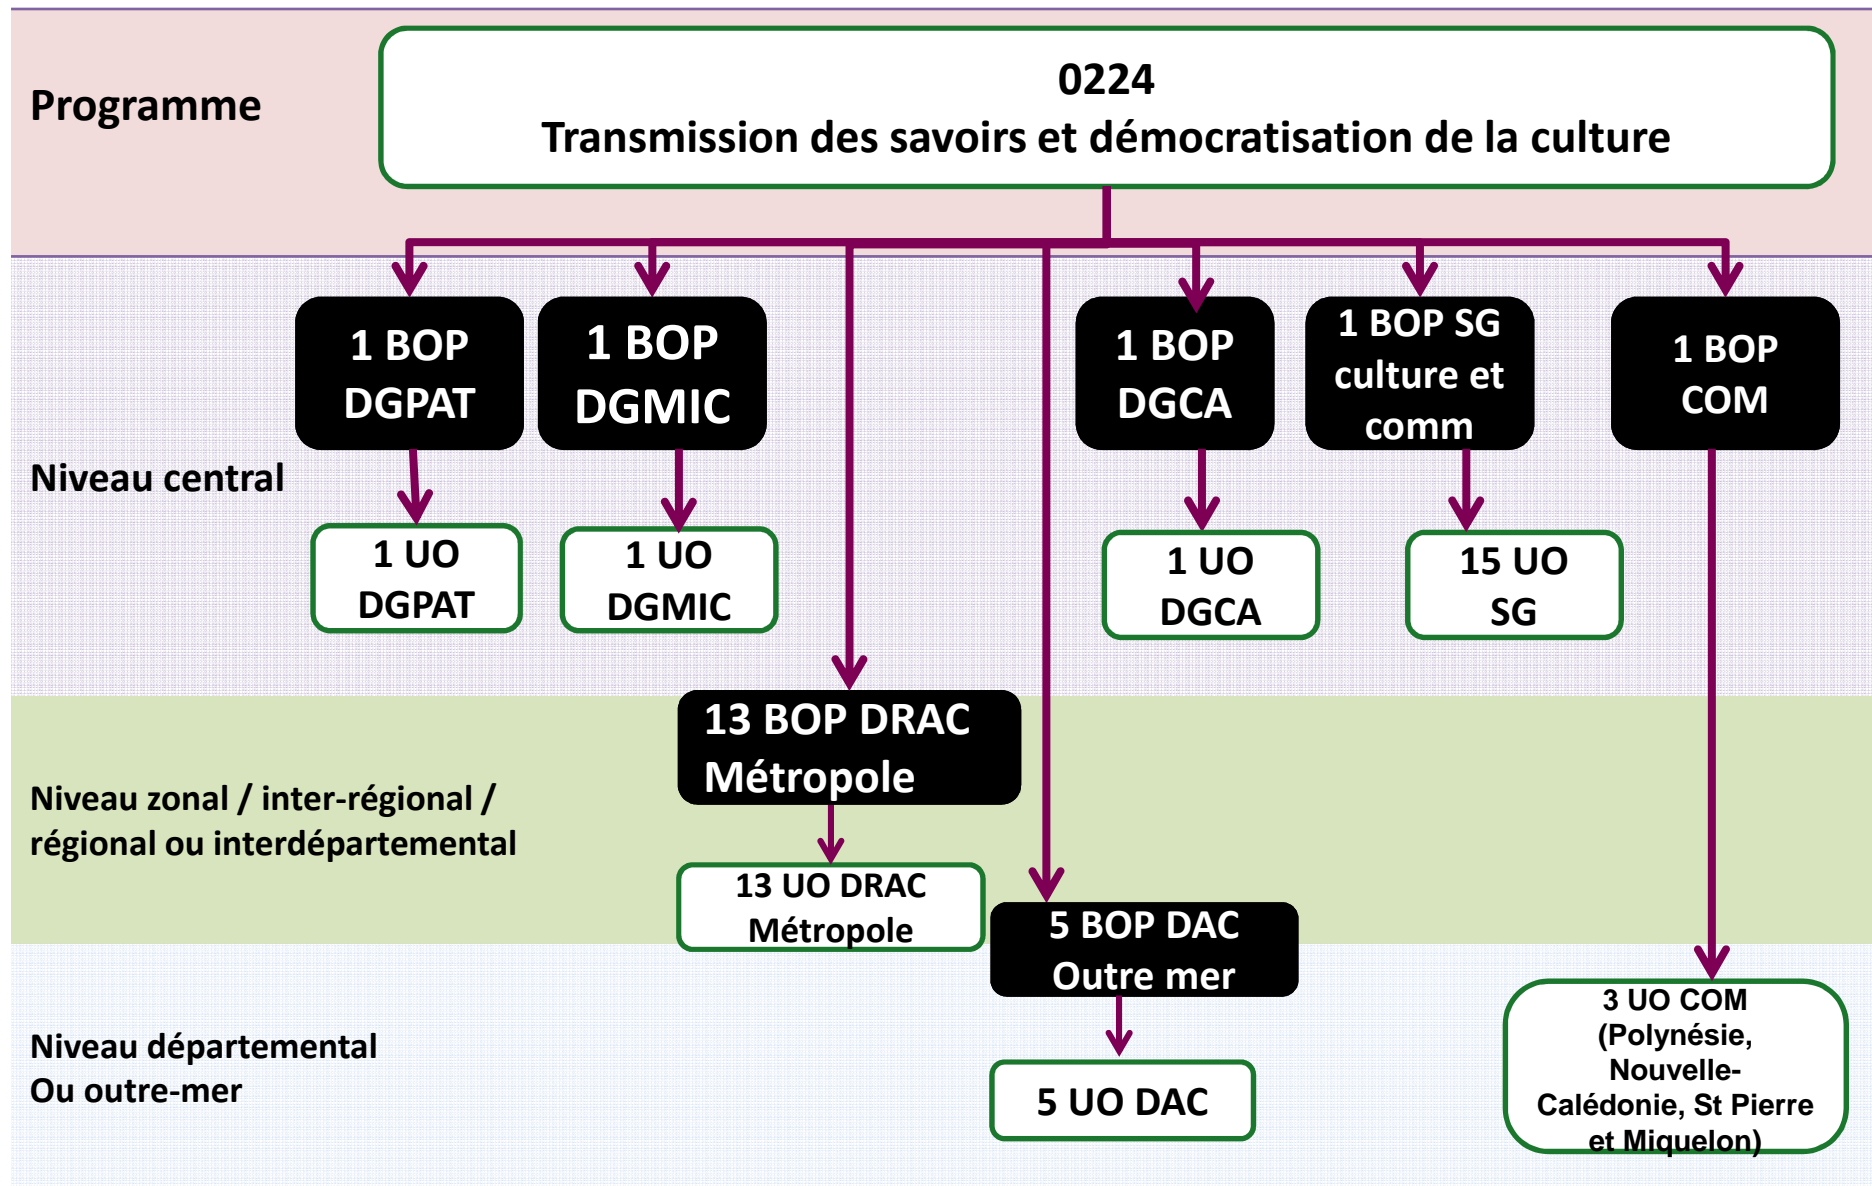 Programme
0224
Transmission des savoirs et démocratisation de la culture
1 BOP
DGPAT
1 BOP
DGMIC
1 BOP
DGCA
1 BOP SG
culture et
comm
1 BOP
COM
Niveau central
1 UO
DGPAT
1 UO
DGMIC
1 UO
DGCA
15 UO
SG
13 BOP DRAC
Métropole
Niveau zonal / inter-régional /
régional ou interdépartemental
13 UO DRAC
Métropole
5 BOP DAC
Outre mer
Niveau départemental
Ou outre-mer
5 UO DAC
3 UO COM
(Polynésie,
Nouvelle-
Calédonie, St Pierre
et Miquelon)